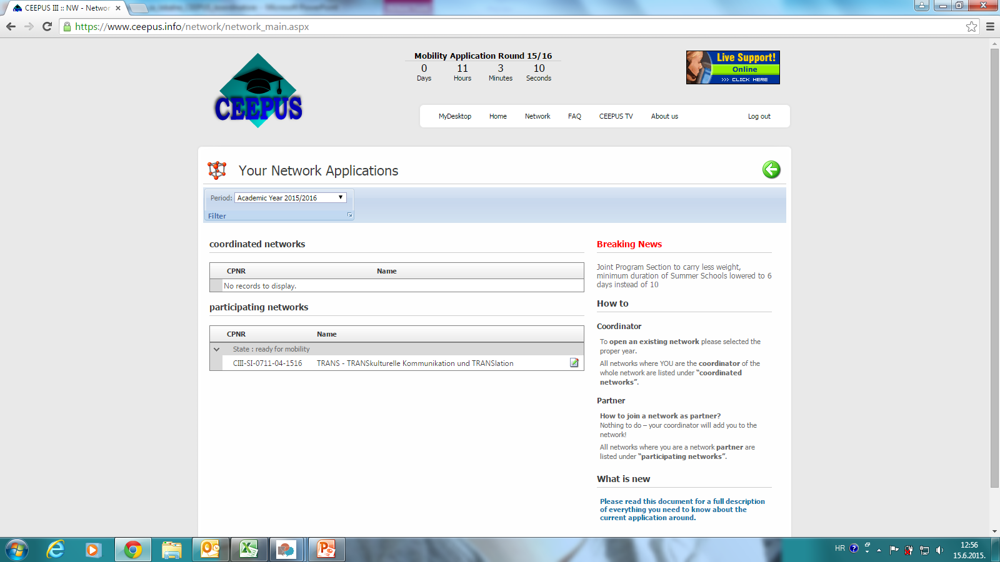 CEEPUS III :: NW - Networ
Microsoft PowerPoint
https://www.ceepus.info/network/network_main.aspx
CEEPUS
Mobility Application Round 15/16
0 11 3 10
Days Hours Minutes Seconds
Live Support!
Online
>>> CLICK HERE
MyDesktop Home Network FAQ CEEPUS TV About us Log out
Your Network Applications
Period: Academic Year 2015/2016
Filter
coordinated networks
CPNR Name
No records to display.
participating networks
CPNR Name
State : ready for mobility
CIII-SI-0711-04-1516 TRANS - TRANSkulturelle Kommunikation und TRANSlation
Breaking News
Joint Program Section to carry less weight,
minimum duration of Summer Schools lowered to 6
days instead of 10
How to
Coordinator
To open an existing network please selected the
proper year.
All networks where YOU are the coordinator of the
whole network are listed under “coordinated
networks”.
Partner
How to join a network as partner?
Nothing to do – your coordinator will add you to the
network!
All networks where you are a network partner are
listed under “participating networks”.
What is new
Please read this document for a full description
of everything you need to know about the
current application around.
HR
12:56
15.6.2015.